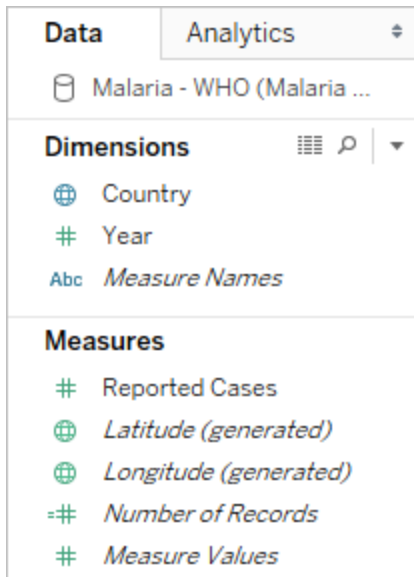 Data Analytics
Malaria - WHO (Malaria ...
Dimensions
Country
# Year
Abc Measure Names
Measures
# Reported Cases
Latitude (generated)
Longitude (generated)
=# Number of Records
# Measure Values